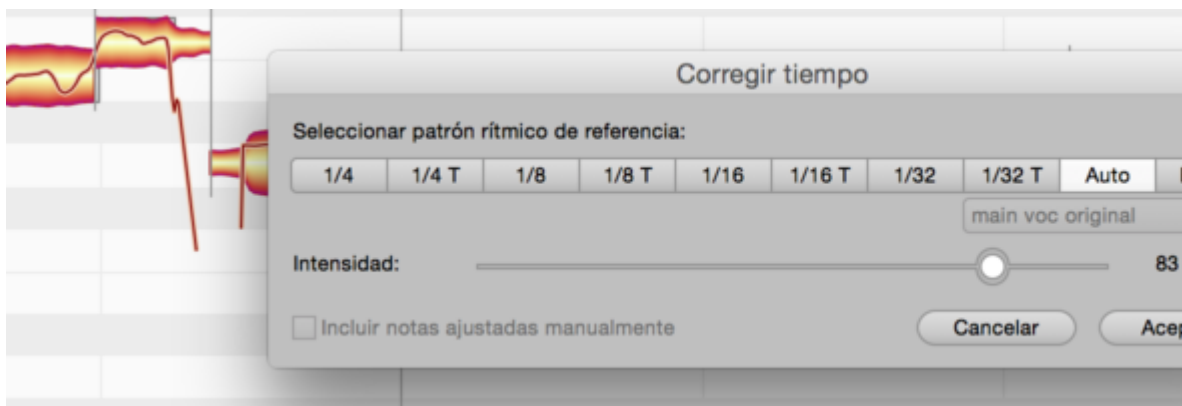 Corregir tiempo
Seleccionar patrón rítmico de referencia:
1/4 1/4 T 1/8 1/8 T 1/16 1/16 T 1/32 1/32 T Auto
main voc original
Intensidad: 83
Incluir notas ajustadas manualmente Cancelar